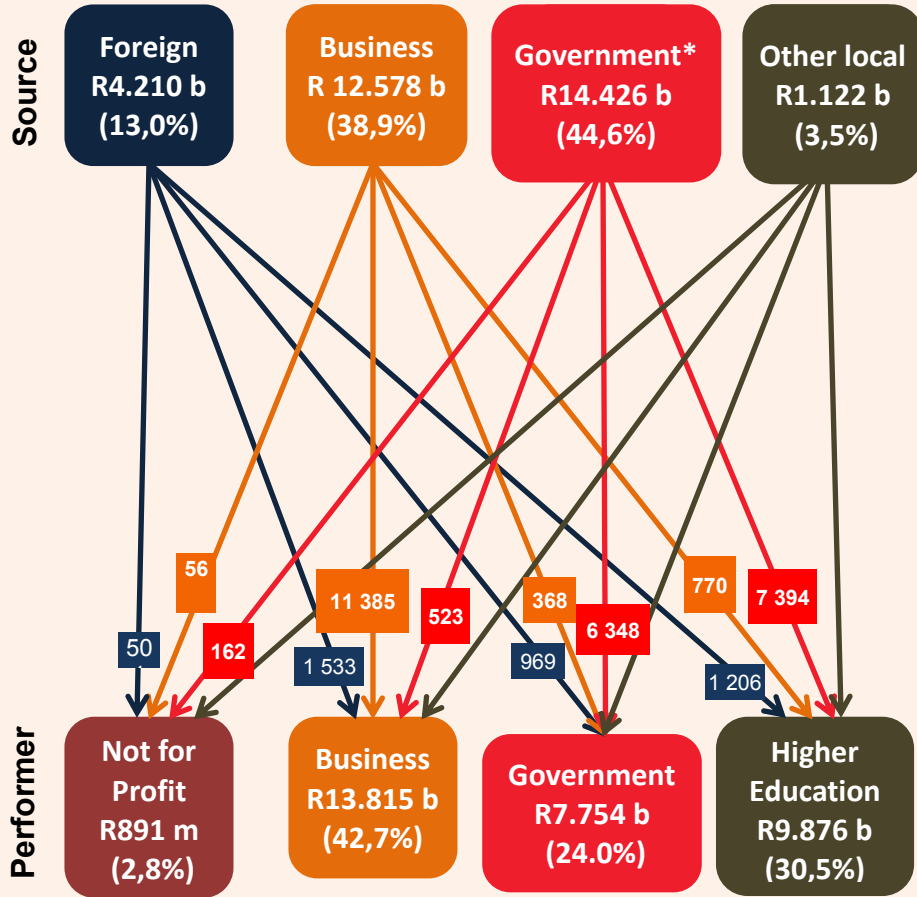 Source
Foreign
R4.210 b
(13,0%)
Business
R 12.578 b
(38,9%)
Government*
R14.426 b
(44,6%)
Other local
R1.122 b
(3,5%)
56
11 385
368
770
7 394
523
6 348
50
162
1 533
969
1 206
Performer
Not for
Profit
R891 m
(2,8%)
Business
R13.815 b
(42,7%)
Government
R7.754 b
(24.0%)
Higher
Education
R9.876 b
(30,5%)